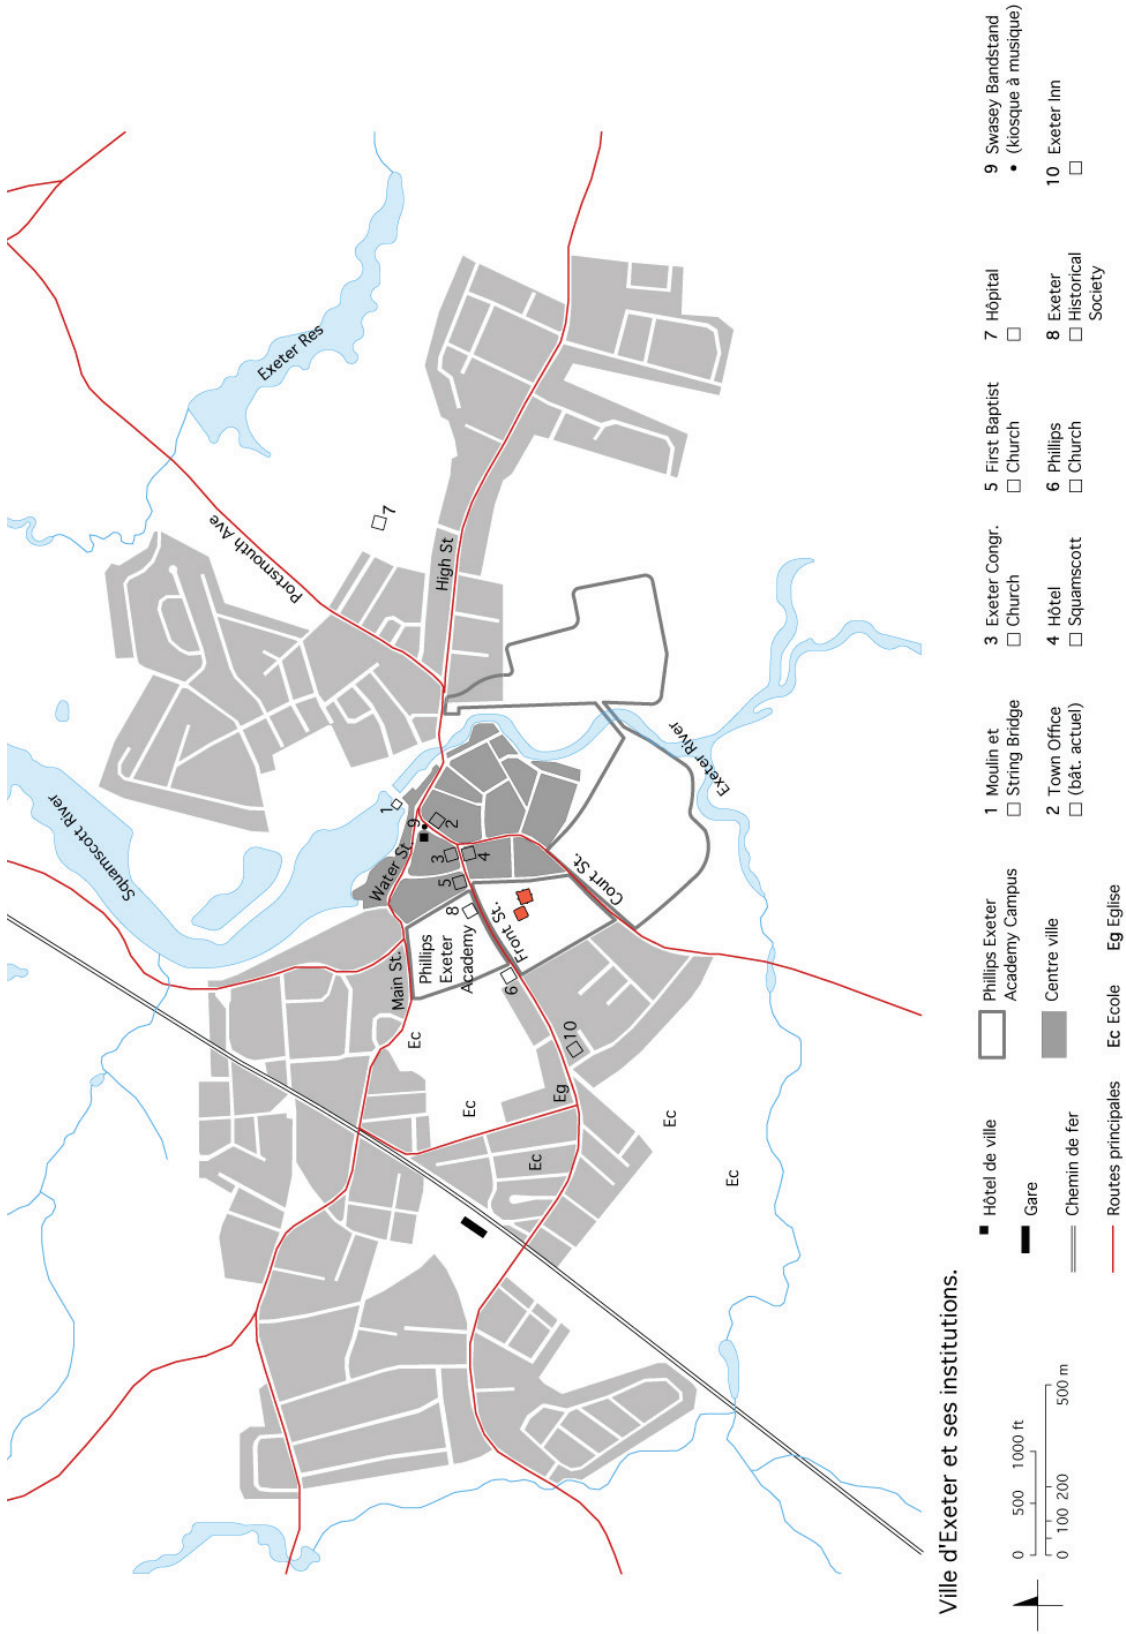 Exeter Res
Portsmouth Ave
7
High St
Squamscott River
1
9
2
Water St.
3
4
5
8
Exeter River
Court St.
Front St.
Main St.
Phillips
Exeter
Academy
6
10
Ec
Ec
Eg
Ec
Ec
Ec
Ville d'Exeter et ses institutions.
0 500 1000 ft
0 100 200 500 m
Hôtel de ville
Gare
Chemin de fer
Routes principales
Phillips Exeter
Academy Campus
Centre ville
Ec Ecole
Eg Eglise
1 Moulin et
String Bridge
2 Town Office
(bât. actuel)
3 Exeter Congr.
Church
4 Hôtel
Squamscott
5 First Baptist
Church
6 Phillips
Church
7 Hôpital
8 Exeter
Historical
Society
9 Swasey Bandstand
(kiosque à musique)
10 Exeter Inn